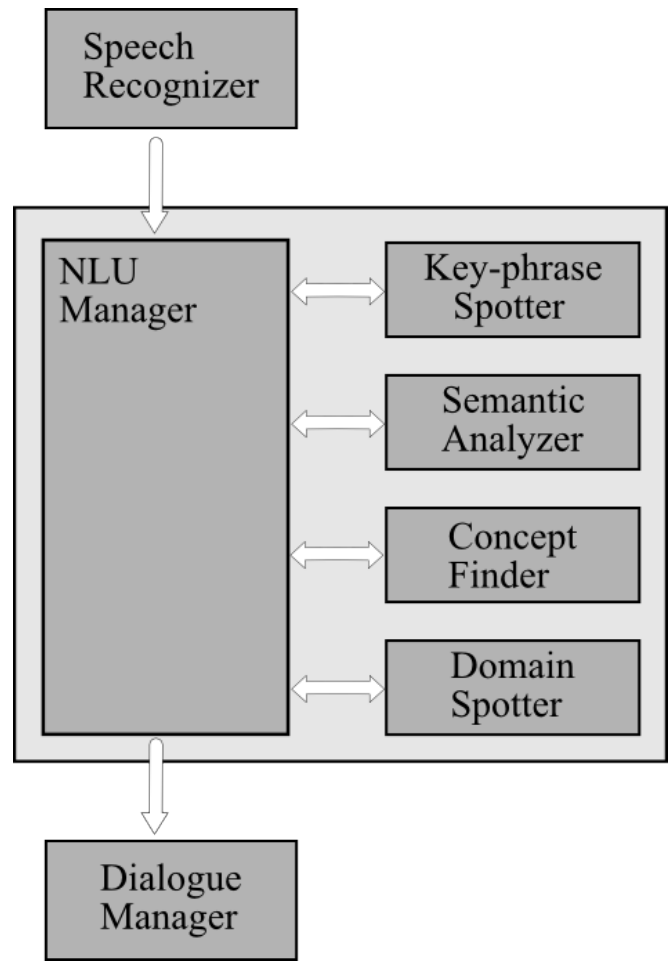 Speech
Recognizer
NLU
Manager
Key-phrase
Spotter
Semantic
Analyzer
Concept
Finder
Domain
Spotter
Dialogue
Manager